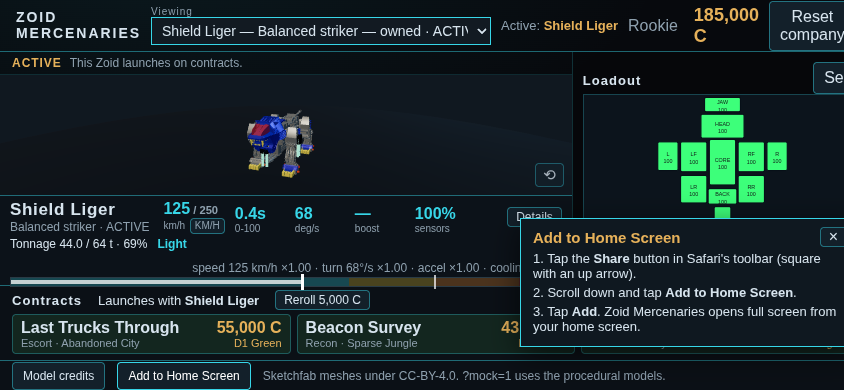 ZOID
MERCENARIES
Viewing
Shield Liger — Balanced striker — owned · ACTIV
Active: Shield Liger Rookie
185,000
C
Reset
company
ACTIVE This Zoid launches on contracts.
Loadout
Se
JAW
100
HEAD
100
L
100
LF
100
CORE
100
RF
100
R
100
LR
100
BACK
100
RR
100
⟲
Shield Liger
Balanced striker · ACTIVE
Tonnage 44.0 / 64 t · 69% Light
125 / 250
km/h KM/H
0.4s
0-100
68
deg/s
—
boost
100%
sensors
Details
speed 125 km/h ×1.00 · turn 68°/s ×1.00 · accel ×1.00 ·
Contracts Launches with Shield Liger Reroll 5,000 C
Last Trucks Through 55,000 C
Escort · Abandoned City D1 Green
Beacon Survey 43
Recon · Sparse Jungle
Add to Home Screen ×
1. Tap the Share button in Safari's toolbar (square
with an up arrow).
2. Scroll down and tap Add to Home Screen.
3. Tap Add. Zoid Mercenaries opens full screen from
your home screen.
Model credits Add to Home Screen Sketchfab meshes under CC-BY-4.0. ?mock=1 uses the procedural models.